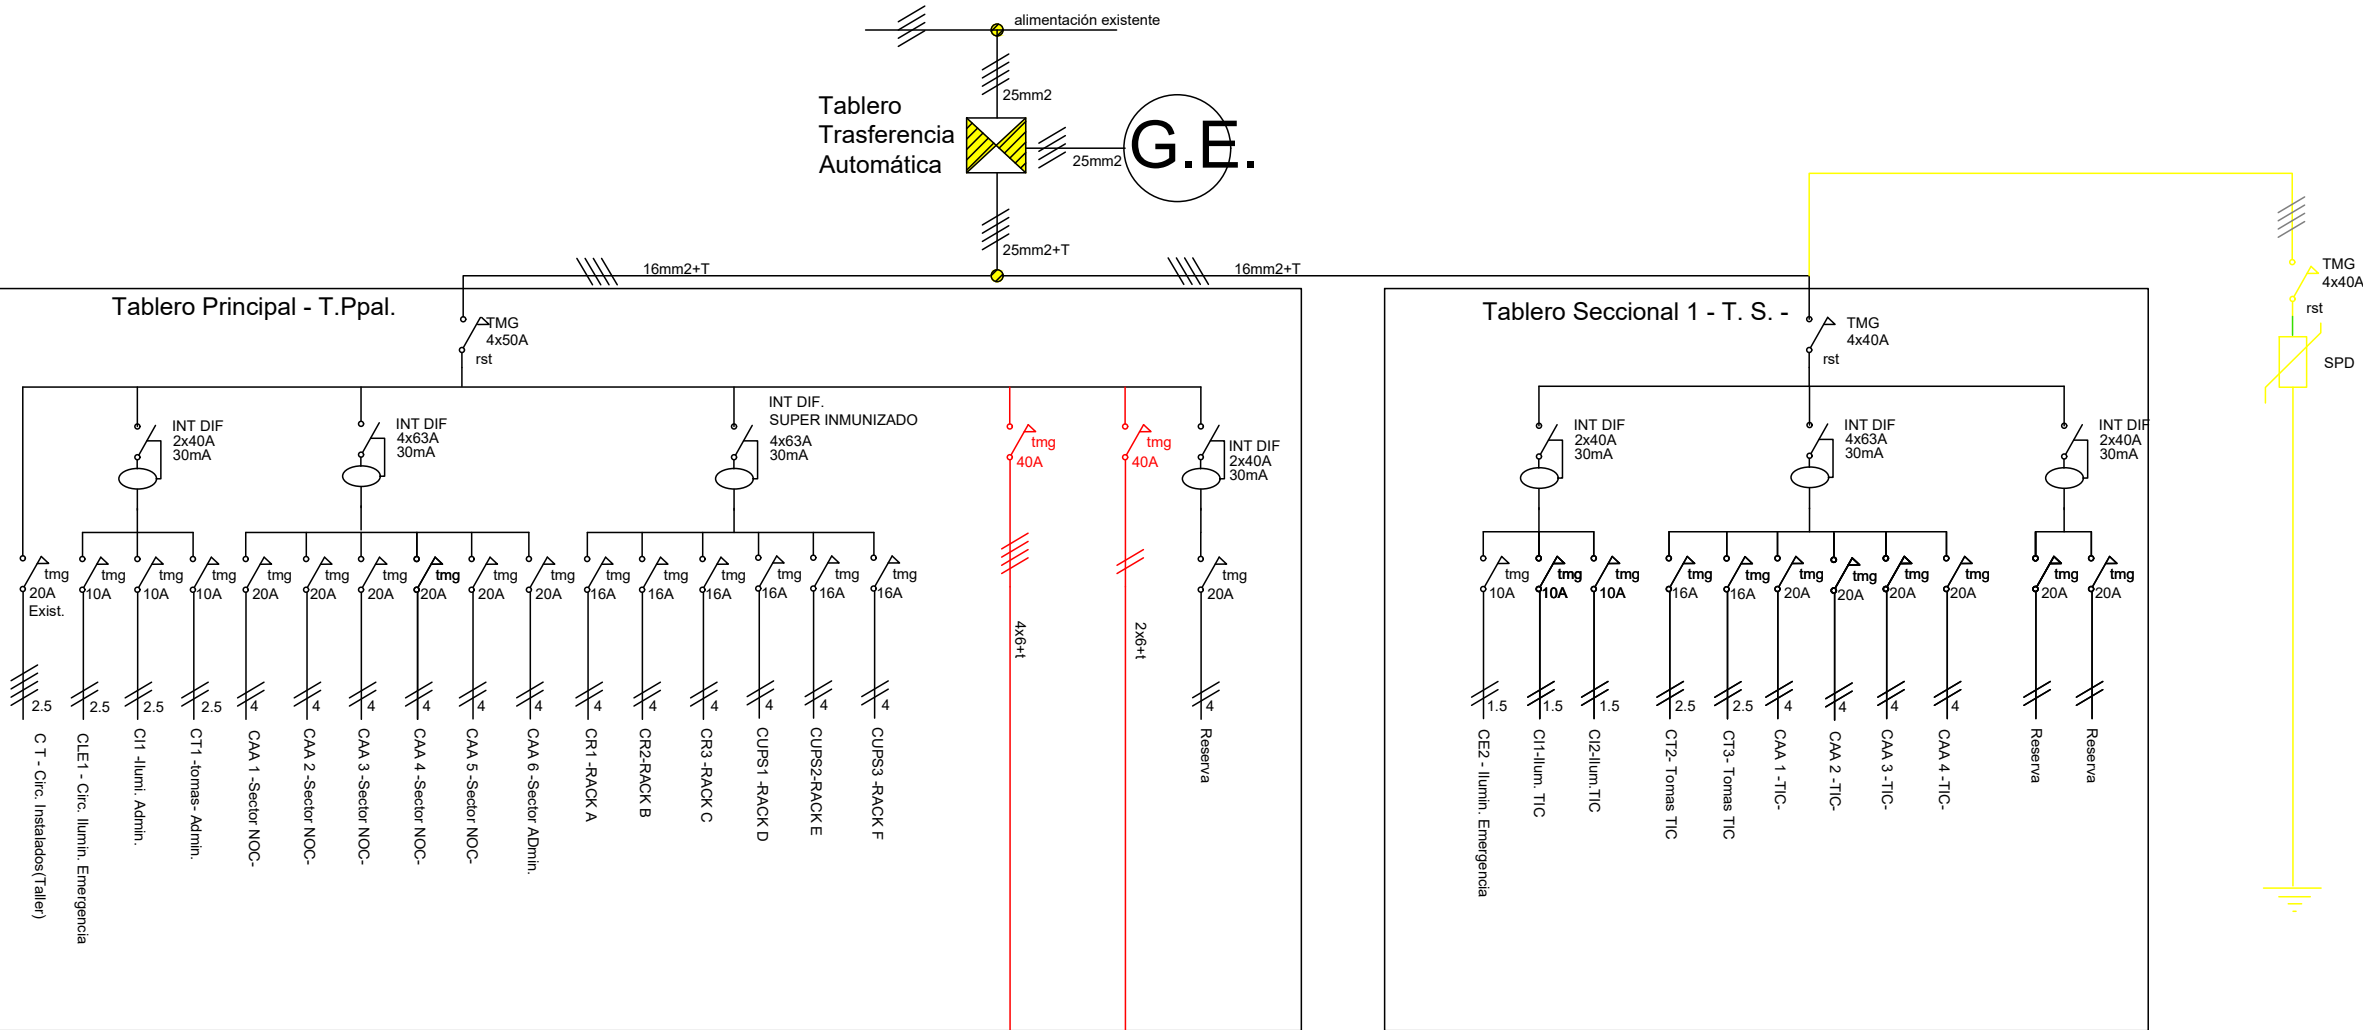 alimentación existente
25mm2
Tablero
Trasferencia
Automática
G.E.
25mm2
25mm2+T
16mm2+T
16mm2+T
Tablero Principal - T.Ppal.
TMG
4x50A
rst
INT DIF
2x40A
30mA
INT DIF
4x63A
30mA
INT DIF.
SUPER INMUNIZADO
4x63A
30mA
tmg
40A
tmg
40A
INT DIF
2x40A
30mA
tmg
20A
Exist.
tmg
10A
tmg
10A
tmg
10A
tmg
20A
tmg
20A
tmg
20A
tmg
20A
tmg
20A
tmg
20A
tmg
16A
tmg
16A
tmg
16A
tmg
16A
tmg
16A
tmg
16A
tmg
20A
4x6+t
2x6+t
2.5
2.5
2.5
2.5
4
4
4
4
4
4
4
4
4
4
4
4
4
C T - Circ. Instalados(Taller)
CLE1 - Circ. Ilumin. Emergencia
CI1 -Ilumi. Admin.
CT1 -tomas- Admin.
CAA 1 -Sector NOC-
CAA 2 -Sector NOC-
CAA 3 -Sector NOC-
CAA 4 -Sector NOC-
CAA 5 -Sector NOC-
CAA 6 -Sector ADmin.
CR1 -RACK A
CR2-RACK B
CR3 -RACK C
CUPS1 -RACK D
CUPS2-RACK E
CUPS3 -RACK F
Reserva
Tablero Seccional 1 - T. S. -
TMG
4x40A
rst
INT DIF
2x40A
30mA
INT DIF
4x63A
30mA
INT DIF
2x40A
30mA
tmg
10A
tmg
10A
tmg
10A
tmg
16A
tmg
16A
tmg
20A
tmg
20A
tmg
20A
tmg
20A
tmg
20A
tmg
20A
1.5
1.5
1.5
2.5
2.5
4
4
4
4
CE2 - Ilumin. Emergencia
CI1-Ilum. TIC
CI2-Ilum.TIC
CT2- Tomas TIC
CT3- Tomas TIC
CAA 1 -TIC-
CAA 2 -TIC-
CAA 3 -TIC-
CAA 4 -TIC-
Reserva
Reserva
TMG
4x40A
rst
SPD